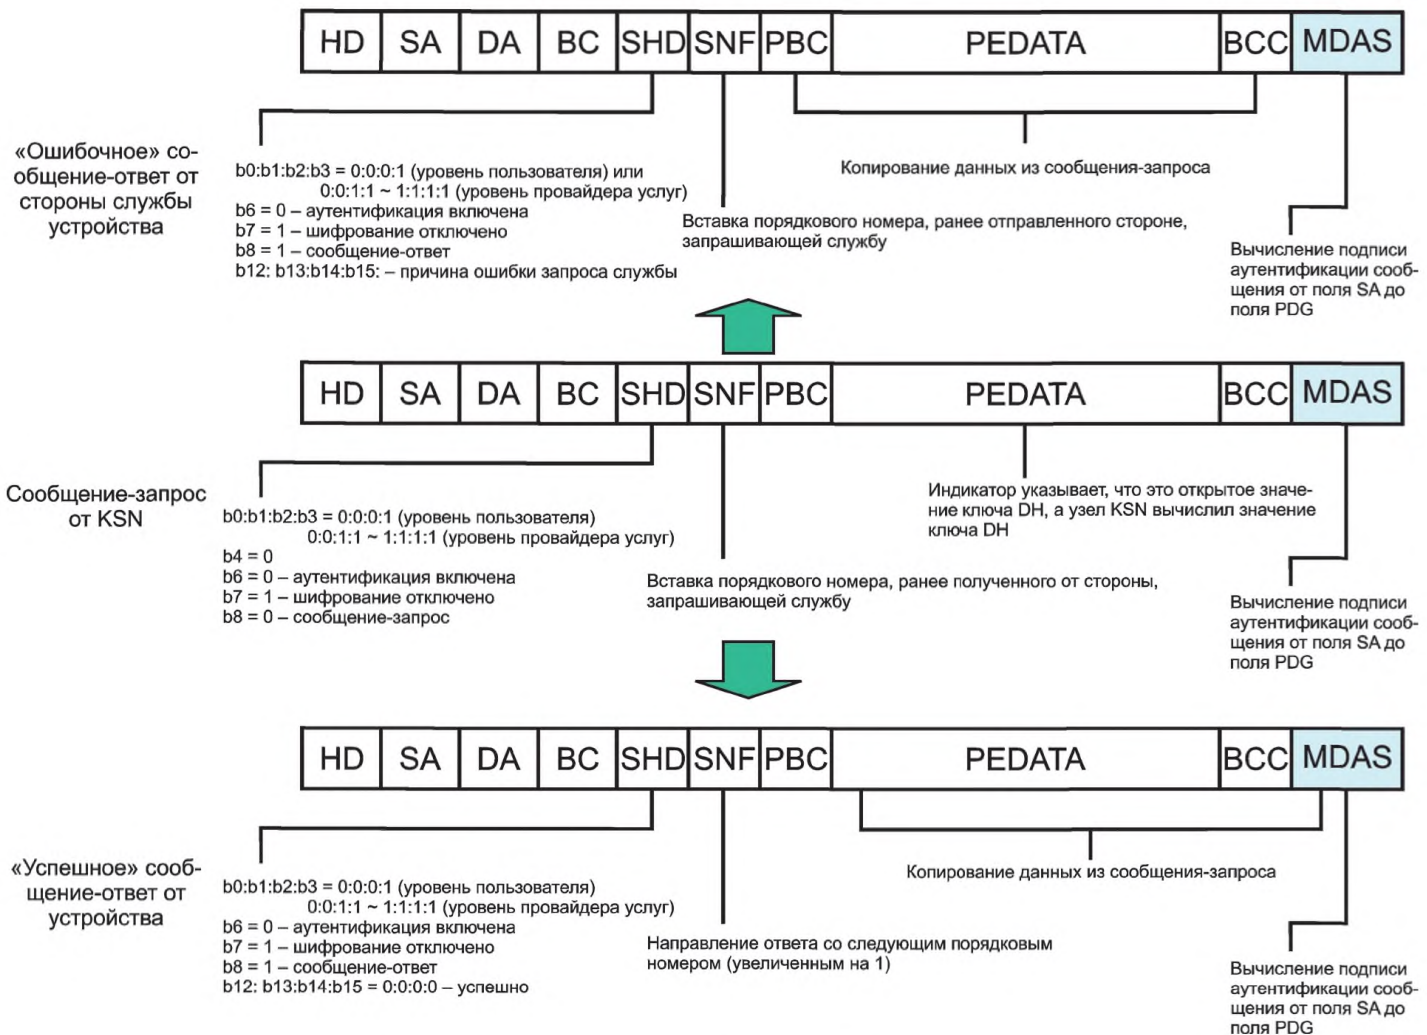 HD SA DA BC SHD SNF PBC PEDATA BCC MDAS
«Ошибочное» со-
общение-ответ от
стороны службы
устройства
b0:b1:b2:b3 = 0:0:0:1 (уровень пользователя) или
0:0:1:1 ~ 1:1:1:1 (уровень провайдера услуг)
b6 = 0 – аутентификация включена
b7 = 1 – шифрование отключено
b8 = 1 – сообщение-ответ
b12: b13:b14:b15: – причина ошибки запроса службы
Вставка порядкового номера, ранее отправленного стороне,
запрашивающей службу
Копирование данных из сообщения-запроса
Вычисление подписи
аутентификации сооб-
щения от поля SA до
поля PDG
HD SA DA BC SHD SNF PBC PEDATA BCC MDAS
Сообщение-запрос
от KSN
b0:b1:b2:b3 = 0:0:0:1 (уровень пользователя)
0:0:1:1 ~ 1:1:1:1 (уровень провайдера услуг)
b4 = 0
b6 = 0 – аутентификация включена
b7 = 1 – шифрование отключено
b8 = 0 – сообщение-запрос
Вставка порядкового номера, ранее полученного от стороны,
запрашивающей службу
Индикатор указывает, что это открытое значе-
ние ключа DH, а узел KSN вычислил значение
ключа DH
Вычисление подписи
аутентификации сооб-
щения от поля SA до
поля PDG
HD SA DA BC SHD SNF PBC PEDATA BCC MDAS
«Успешное» сооб-
щение-ответ от
устройства
b0:b1:b2:b3 = 0:0:0:1 (уровень пользователя)
0:0:1:1 ~ 1:1:1:1 (уровень провайдера услуг)
b6 = 0 – аутентификация включена
b7 = 1 – шифрование отключено
b8 = 1 – сообщение-ответ
b12: b13:b14:b15 = 0:0:0:0 – успешно
Направление ответа со следующим порядковым
номером (увеличенным на 1)
Копирование данных из сообщения-запроса
Вычисление подписи
аутентификации сооб-
щения от поля SA до
поля PDG